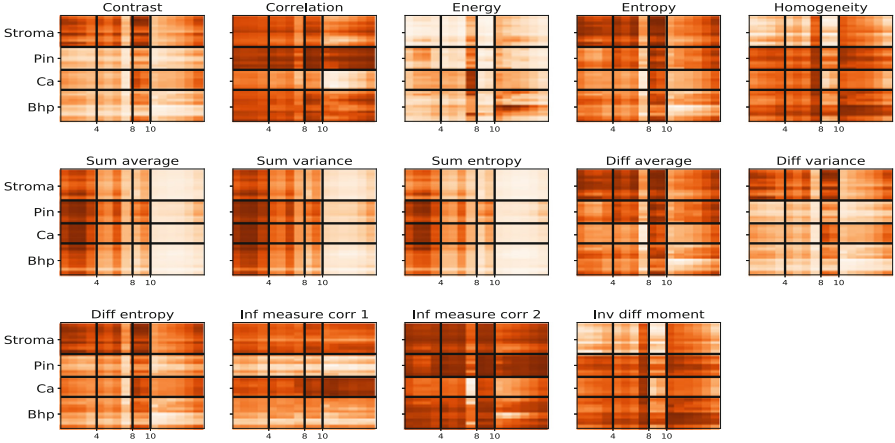 Contrast Correlation Energy Entropy Homogeneity
Stroma
Pin
Ca
Bhp
4 8 10 4 8 10 4 8 10 4 8 10 4 8 10
Sum average Sum variance Sum entropy Diff average Diff variance
Stroma
Pin
Ca
Bhp
4 8 10 4 8 10 4 8 10 4 8 10 4 8 10
Diff entropy Inf measure corr 1 Inf measure corr 2 Inv diff moment
Stroma
Pin
Ca
Bhp
4 8 10 4 8 10 4 8 10 4 8 10